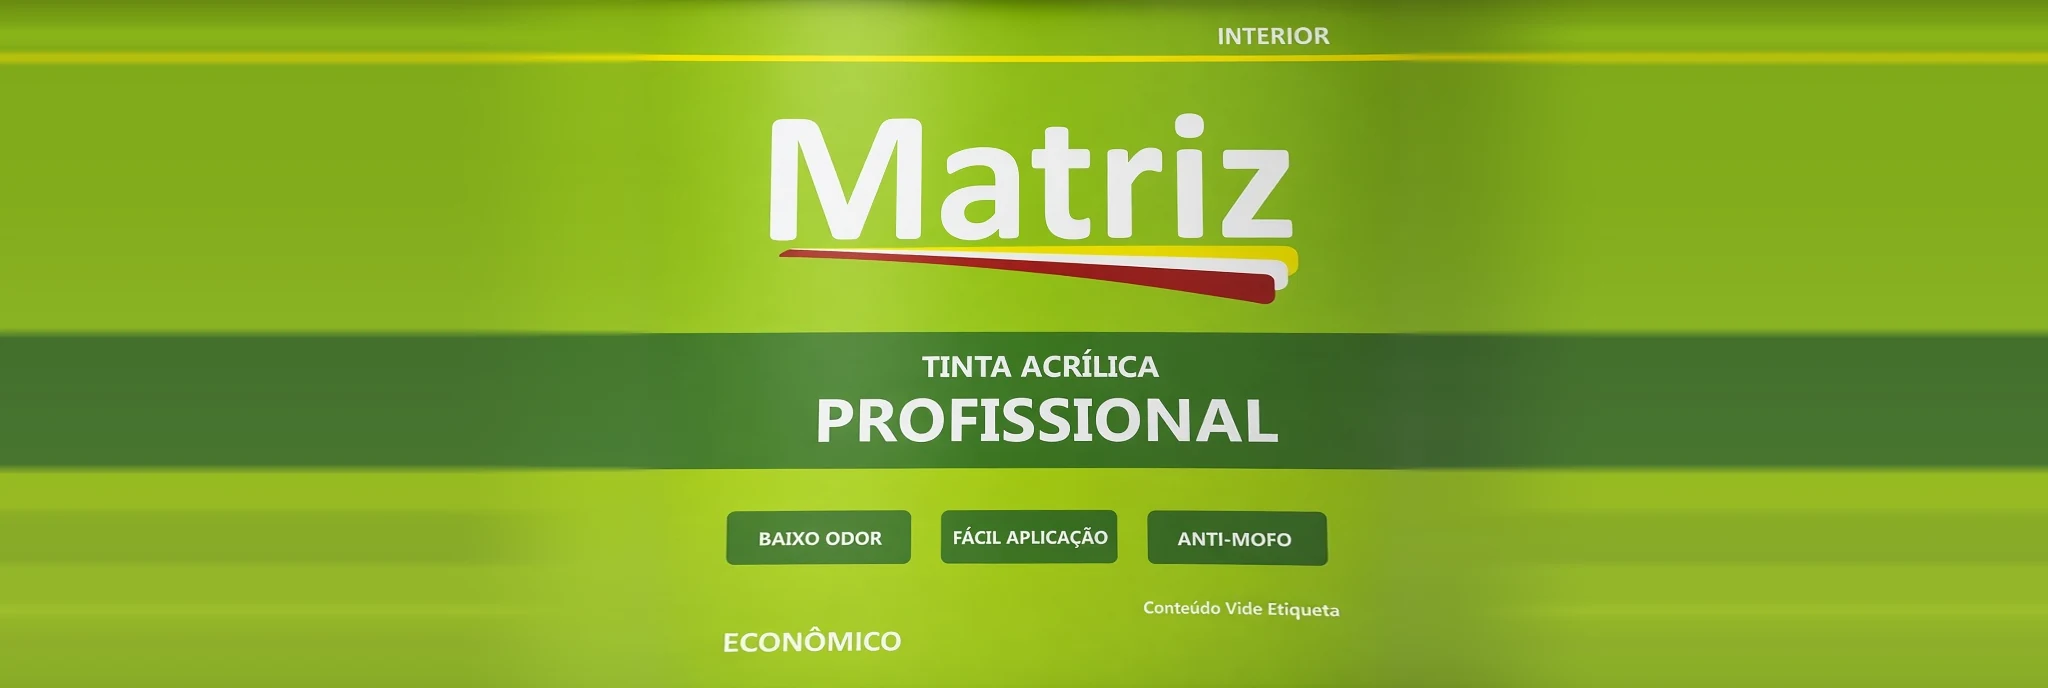 INTERIOR
Matriz
TINTA ACRÍLICA
PROFISSIONAL
BAIXO ODOR
FÁCIL APLICAÇÃO
ANTI-MOFO
Conteúdo Vide Etiqueta
ECONÔMICO